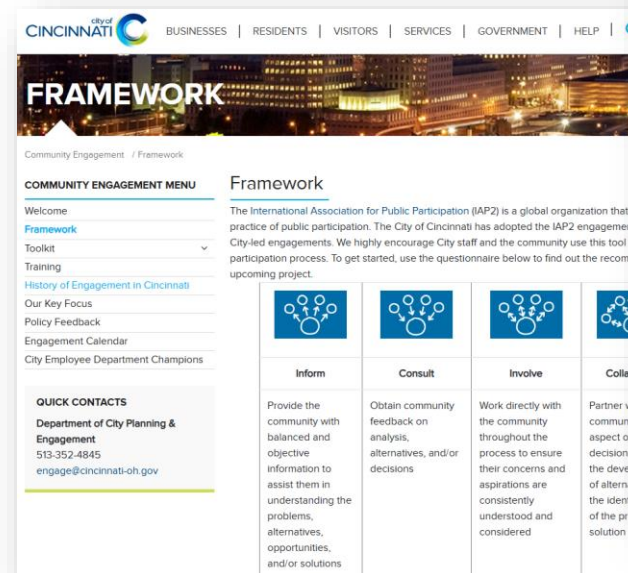 city of
CINCINNATI
BUSINESSES | RESIDENTS | VISITORS | SERVICES | GOVERNMENT | HELP |
FRAMEWORK
Community Engagement / Framework
COMMUNITY ENGAGEMENT MENU
Welcome
Framework
Toolkit
Training
History of Engagement in Cincinnati
Our Key Focus
Policy Feedback
Engagement Calendar
City Employee Department Champions
QUICK CONTACTS
Department of City Planning &
Engagement
513-352-4845
engage@cincinnati-oh.gov
Framework
The International Association for Public Participation (IAP2) is a global organization that
practice of public participation. The City of Cincinnati has adopted the IAP2
City-led engagements. We highly encourage City staff and the community use this tool
participation process. To get started, use the questionnaire below to find out the
upcoming project.
Inform
Provide the
community with
balanced and
objective
information to
assist them in
understanding the
problems,
alternatives,
opportunities,
and/or solutions
Consult
Obtain community
feedback on
analysis,
alternatives, and/or
decisions
Involve
Work directly with
the community
throughout the
process to ensure
their concerns and
aspirations are
consistently
understood and
considered
Partner
aspect
the
of
the
of the
solution